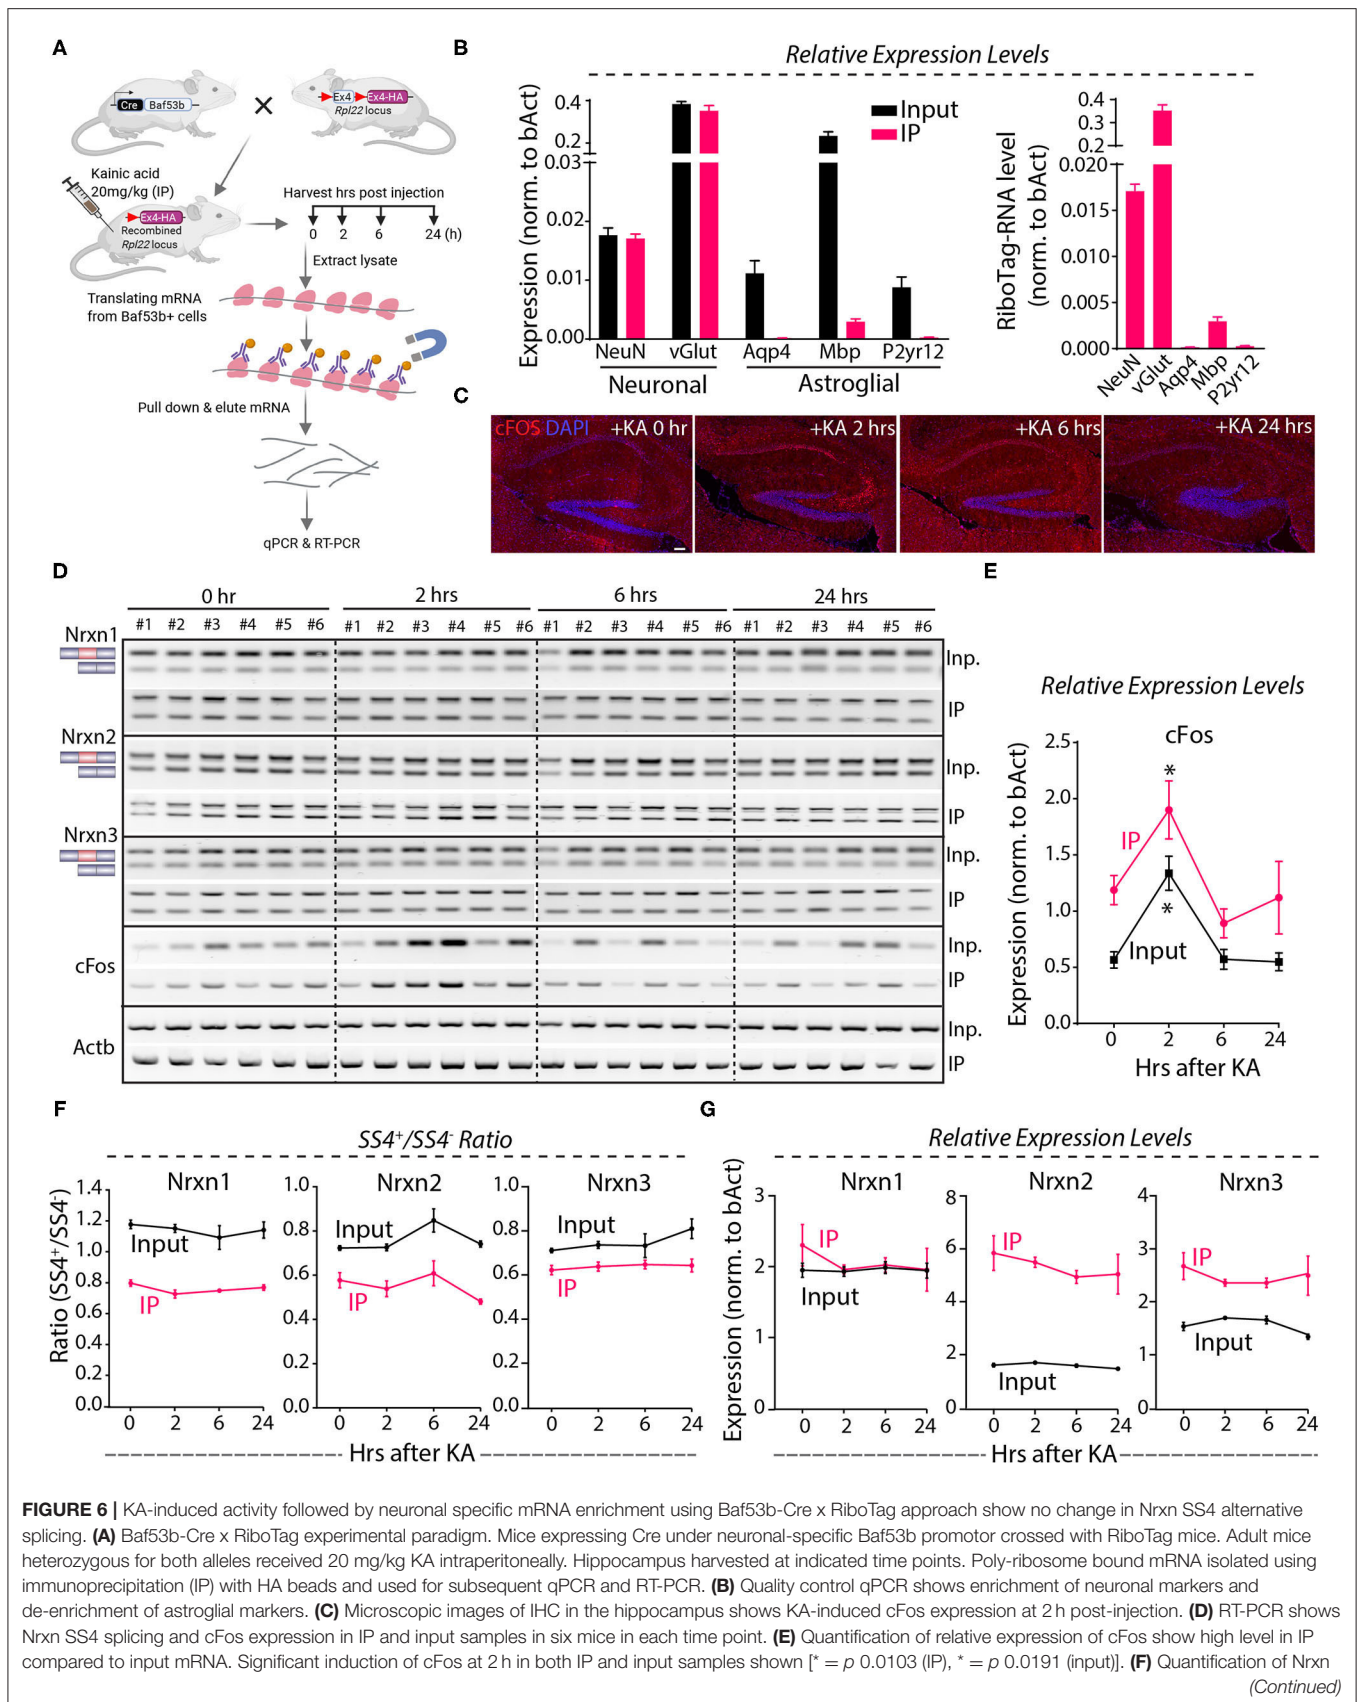 A
Cre
Baf53b
×
Ex4
Ex4-HA
Rpl22 locus
Kainic acid
20mg/kg (IP)
Ex4-HA
Recombined
Rpl22 locus
Harvest hrs post injection
0 2 6 24 (h)
Extract lysate
Translating mRNA
from Baf53b+ cells
Pull down & elute mRNA
qPCR & RT-PCR
B
Relative Expression Levels
Expression (norm. to bAct)
0.4
0.2
0.03
0.02
0.01
0.00
Input
IP
NeuN vGlut Aqp4 Mbp P2yr12
Neuronal Astroglial
RiboTag-RNA level
(norm. to bAct)
0.4
0.3
0.2
0.1
0.020
0.015
0.010
0.005
0.000
NeuN
vGlut
Aqp4
Mbp
P2yr12
C
cFOS DAPI +KA 0 hr
+KA 2 hrs
+KA 6 hrs
+KA 24 hrs
D
0 hr 2 hrs 6 hrs 24 hrs
#1 #2 #3 #4 #5 #6 #1 #2 #3 #4 #5 #6 #1 #2 #3 #4 #5 #6 #1 #2 #3 #4 #5 #6
Nrxn1
Inp.
IP
Nrxn2
Inp.
IP
Nrxn3
Inp.
IP
cFos
Inp.
IP
Actb
Inp.
IP
E
Relative Expression Levels
cFos
Expression (norm. to bAct)
2.5
2.0
1.5
1.0
0.5
0.0
*
IP
*
Input
0 2 6 24
Hrs after KA
F
SS4+/SS4- Ratio
Ratio (SS4+/SS4-)
Nrxn1
1.4
1.2
1.0
0.8
0.6
0.4
0.2
0.0
Input
IP
0 2 6 24
Nrxn2
1.0
0.8
0.6
0.4
0.2
0.0
Input
IP
0 2 6 24
Nrxn3
1.0
0.8
0.6
0.4
0.2
0.0
Input
IP
0 2 6 24
Hrs after KA
G
Relative Expression Levels
Expression (norm. to bAct)
Nrxn1
3
2
1
0
IP
Input
0 2 6 24
Nrxn2
8
6
4
2
0
IP
Input
0 2 6 24
Nrxn3
4
3
2
1
0
IP
Input
0 2 6 24
Hrs after KA
FIGURE 6 | KA-induced activity followed by neuronal specific mRNA enrichment using Baf53b-Cre x RiboTag approach show no change in Nrxn SS4 alternative
splicing. (A) Baf53b-Cre x RiboTag experimental paradigm. Mice expressing Cre under neuronal-specific Baf53b promotor crossed with RiboTag mice. Adult mice
heterozygous for both alleles received 20 mg/kg KA intraperitoneally. Hippocampus harvested at indicated time points. Poly-ribosome bound mRNA isolated using
immunoprecipitation (IP) with HA beads and used for subsequent qPCR and RT-PCR. (B) Quality control qPCR shows enrichment of neuronal markers and
de-enrichment of astroglial markers. (C) Microscopic images of IHC in the hippocampus shows KA-induced cFos expression at 2 h post-injection. (D) RT-PCR shows
Nrxn SS4 splicing and cFos expression in IP and input samples in six mice in each time point. (E) Quantification of relative expression of cFos show high level in IP
compared to input mRNA. Significant induction of cFos at 2 h in both IP and input samples shown [* = p 0.0103 (IP), * = p 0.0191 (input)]. (F) Quantification of Nrxn
(Continued)